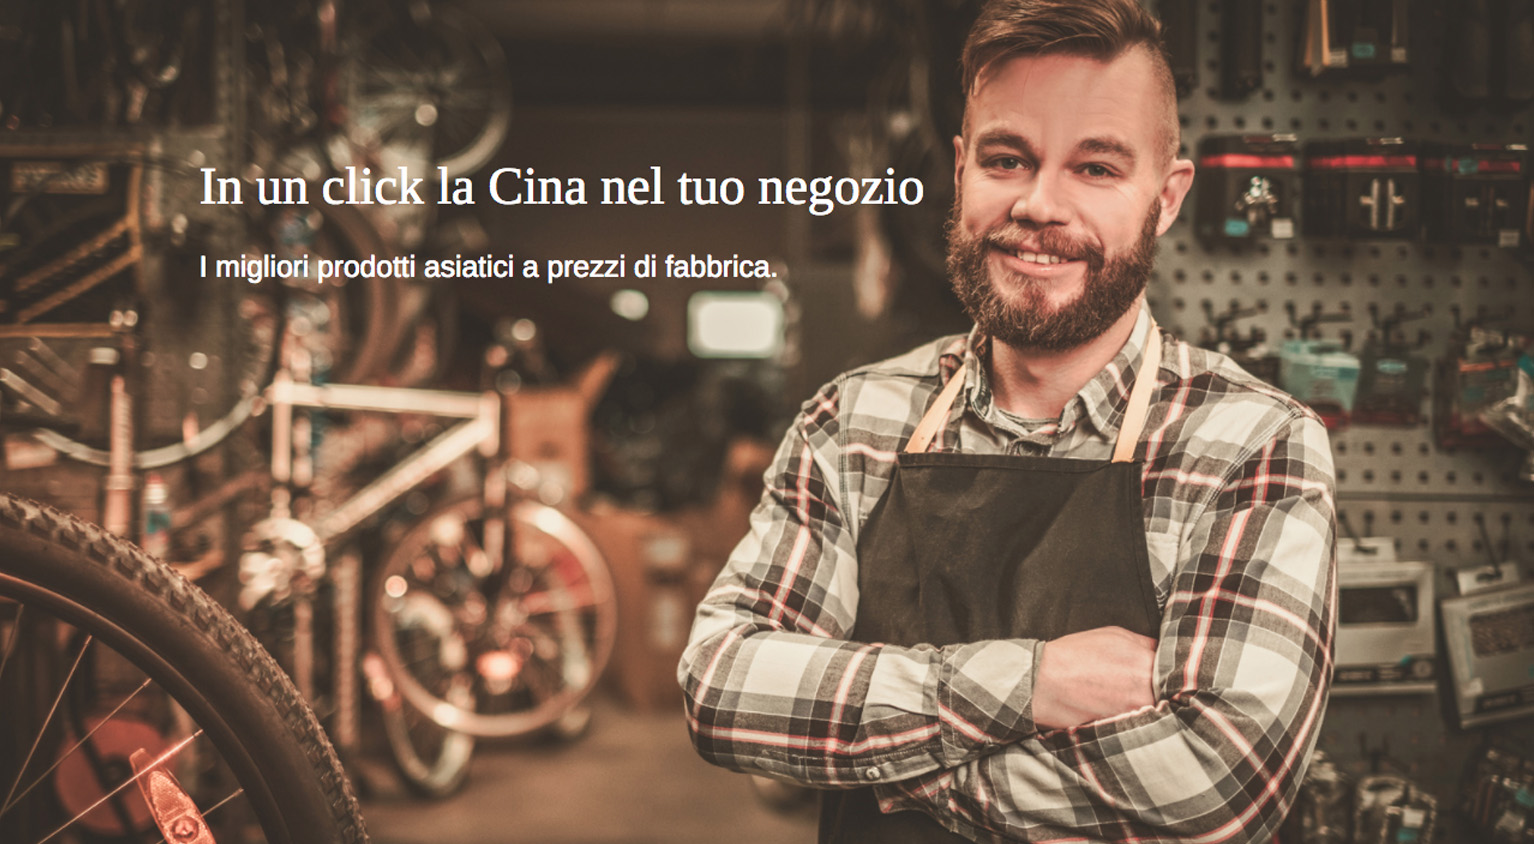 In un click la Cina nel tuo negozio
I migliori prodotti asiatici a prezzi di fabbrica.